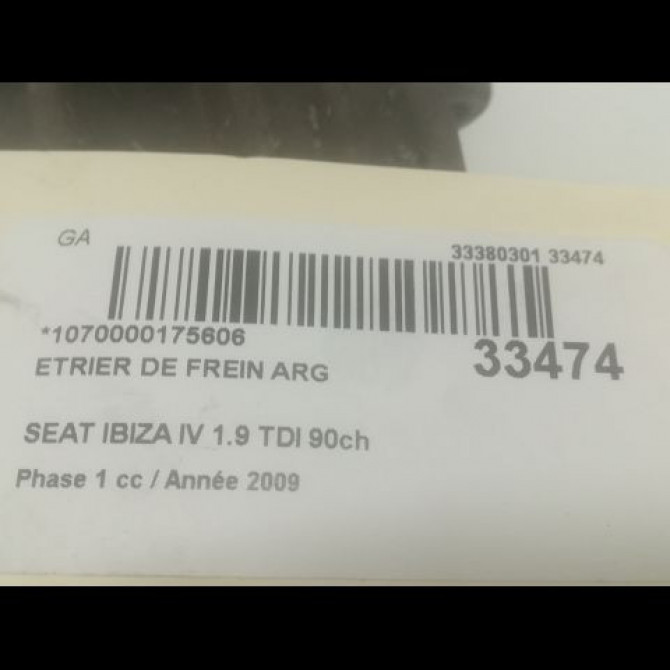 GA
33380301 33474
*1070000175606
33474
ETRIER DE FREIN ARG
SEAT IBIZA IV 1.9 TDI 90ch
Phase 1 cc / Année 2009